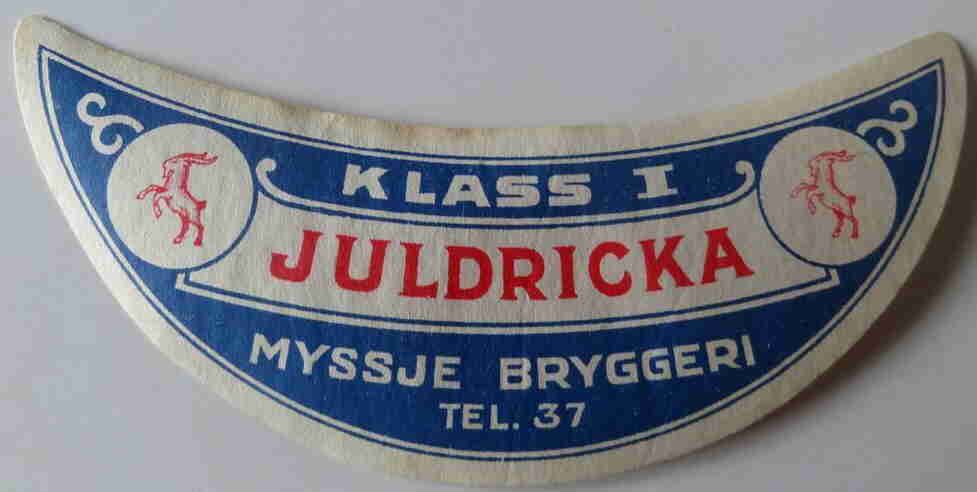 KLASS I
JULDRICKA
MYSSJE BRYGGERI
TEL. 37